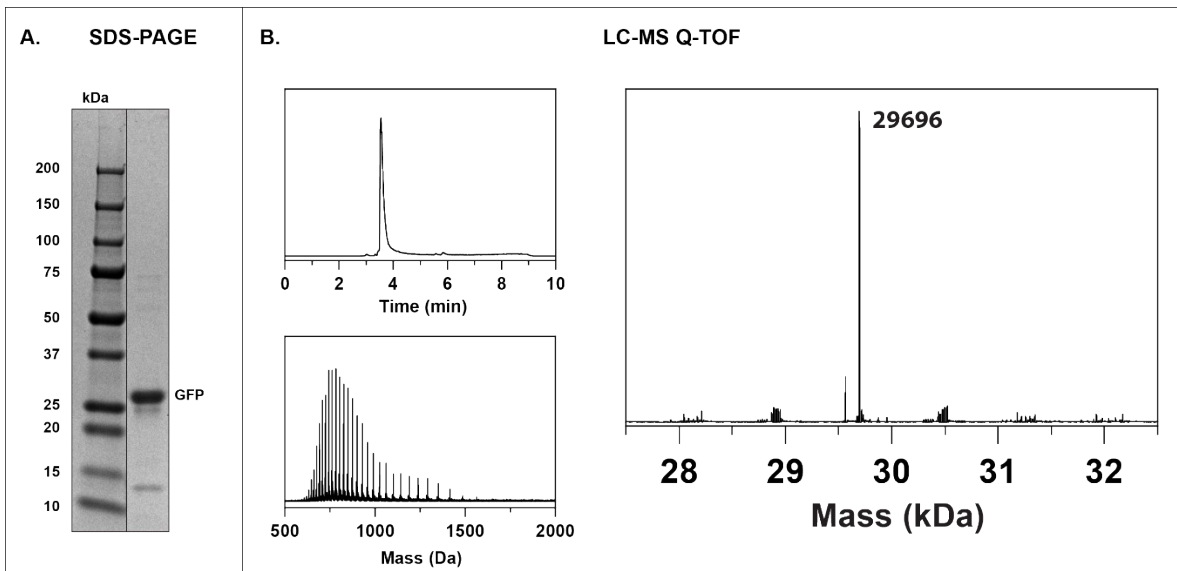 A. SDS-PAGE
kDa
200
150
100
75
50
37
25
20
15
10
GFP
B. LC-MS Q-TOF
0 2 4 6 8 10
Time (min)
500 1000 1500 2000
Mass (Da)
29696
28 29 30 31 32
Mass (kDa)